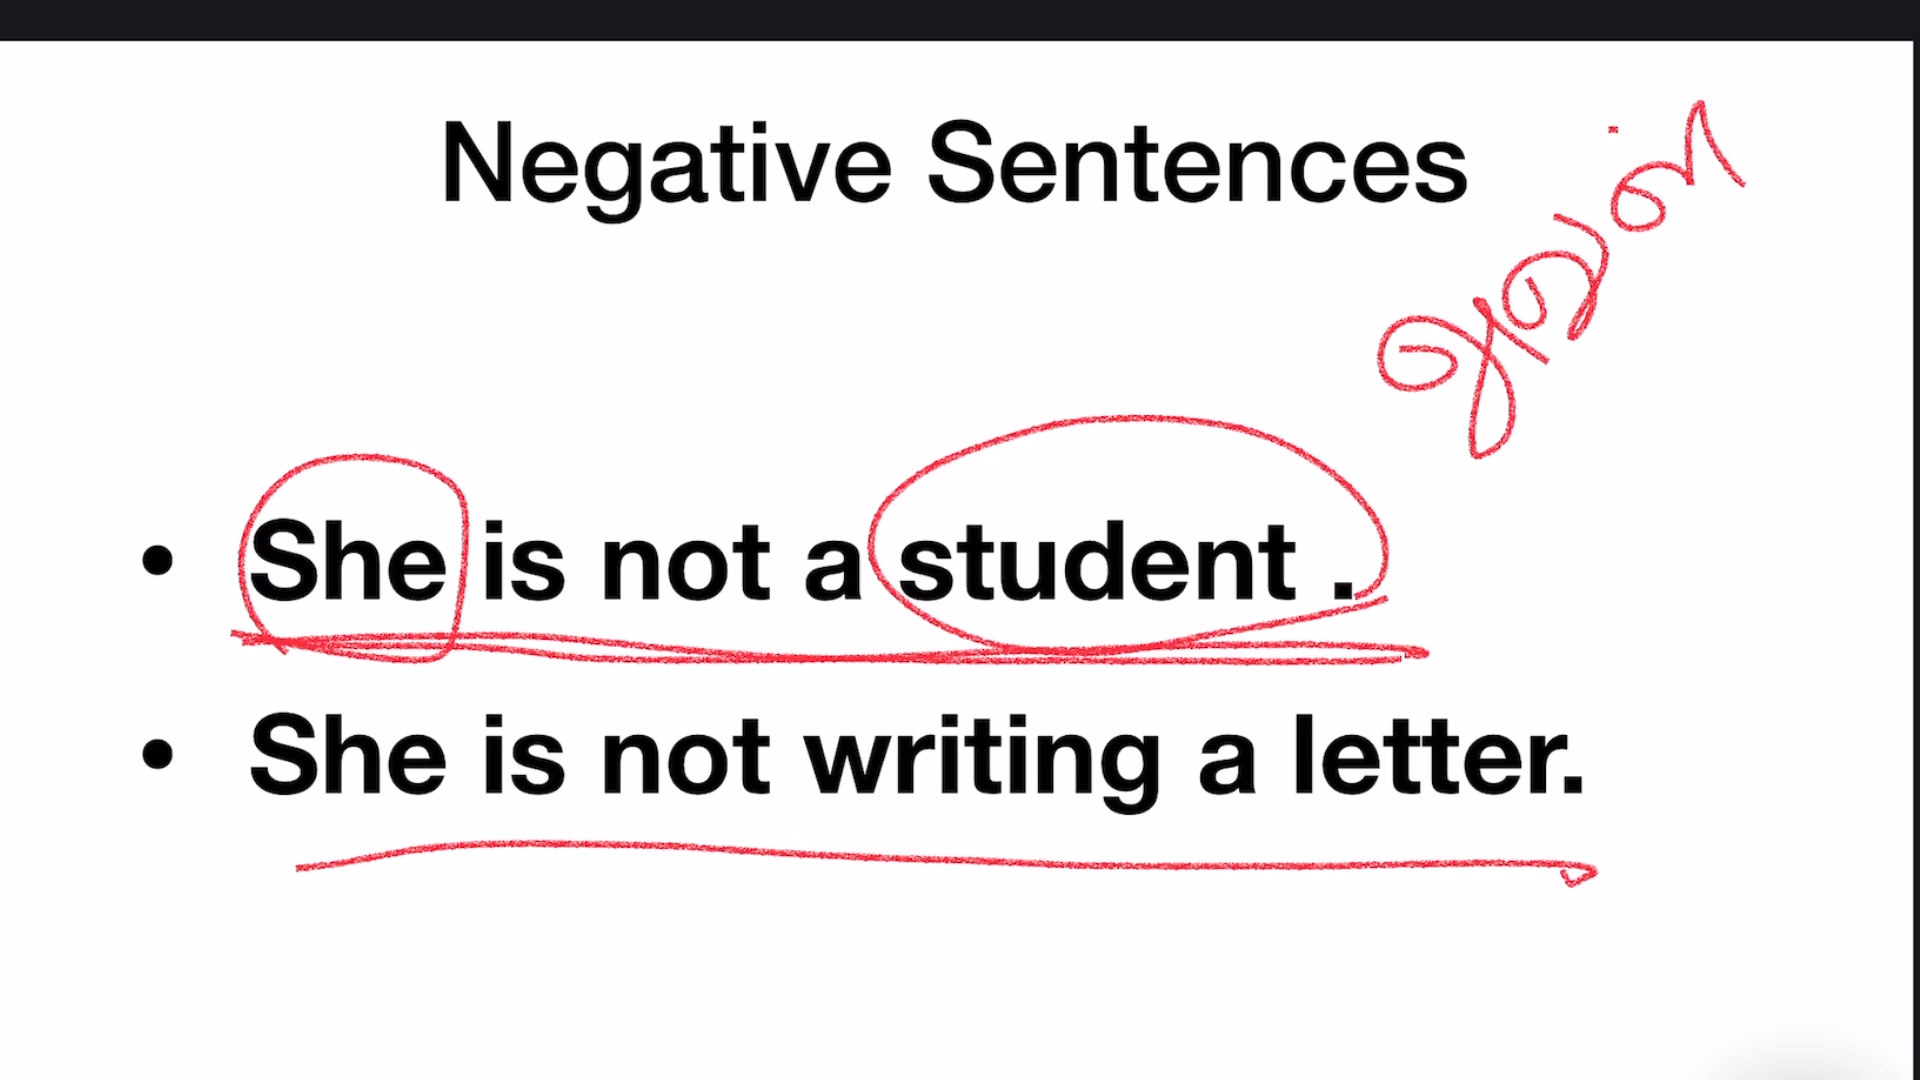 Negative Sentences
• She is not a student .
• She is not writing a letter.